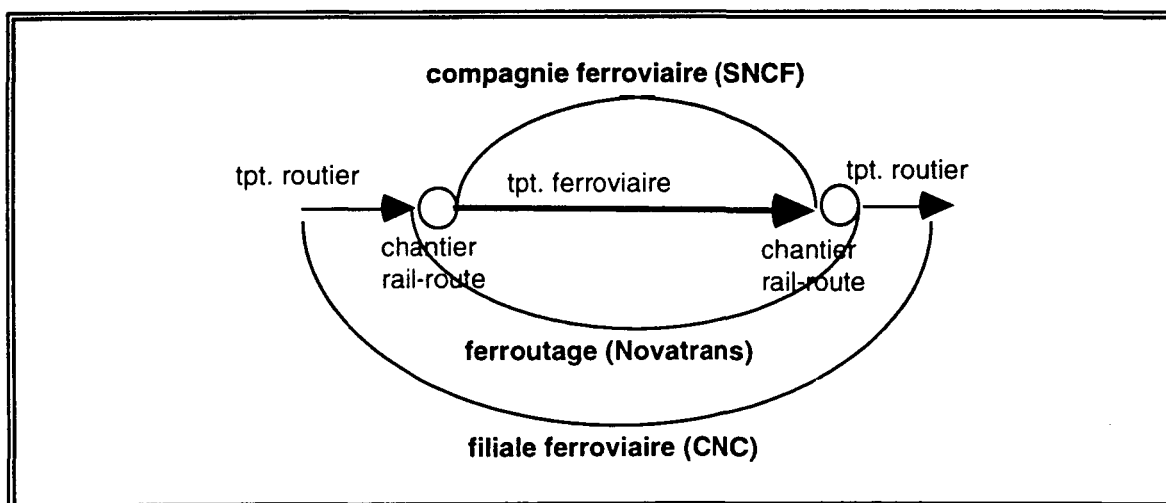 compagnie ferroviaire (SNCF)
tpt. routier
tpt. ferroviaire
tpt. routier
chantier
rail-route
chantier
rail-route
ferroutage (Novatrans)
filiale ferroviaire (CNC)